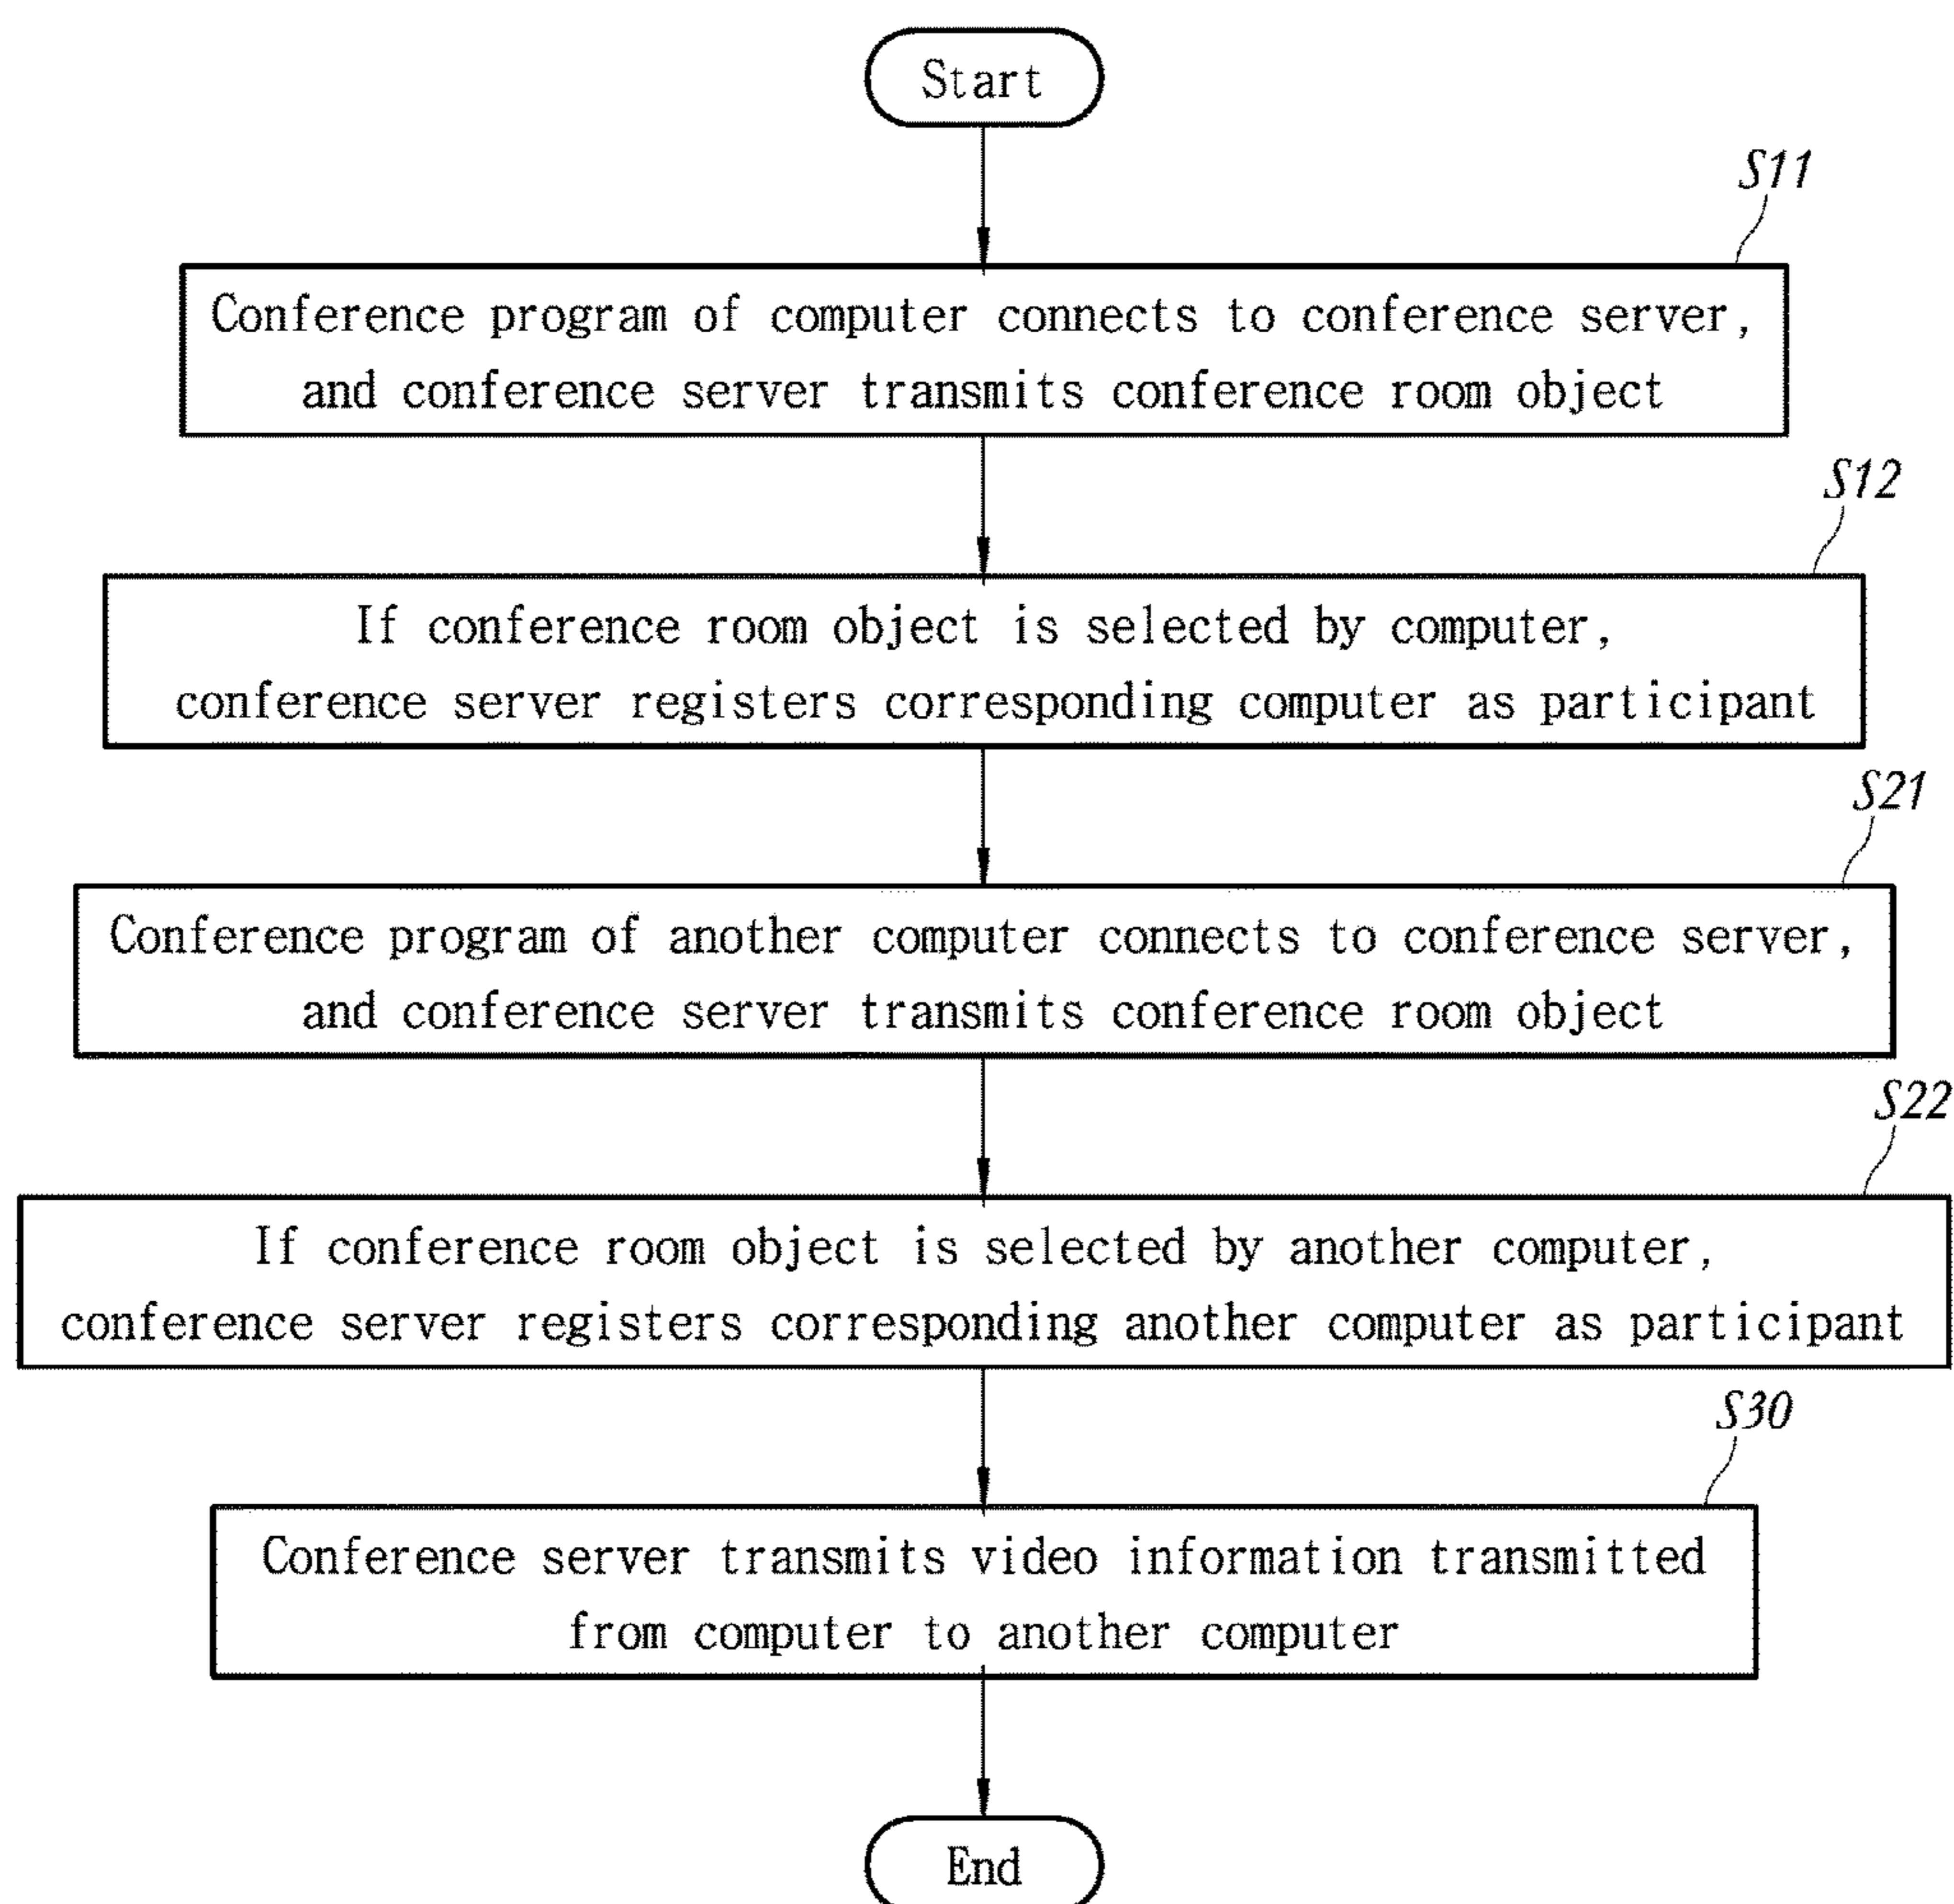 Start
S11
Conference program of computer connects to conference server,
and conference server transmits conference room object
S12
If conference room object is selected by computer,
conference server registers corresponding computer as participant
S21
Conference program of another computer connects to conference server,
and conference server transmits conference room object
S22
If conference room object is selected by another computer,
conference server registers corresponding another computer as participant
S30
Conference server transmits video information transmitted
from computer to another computer
End